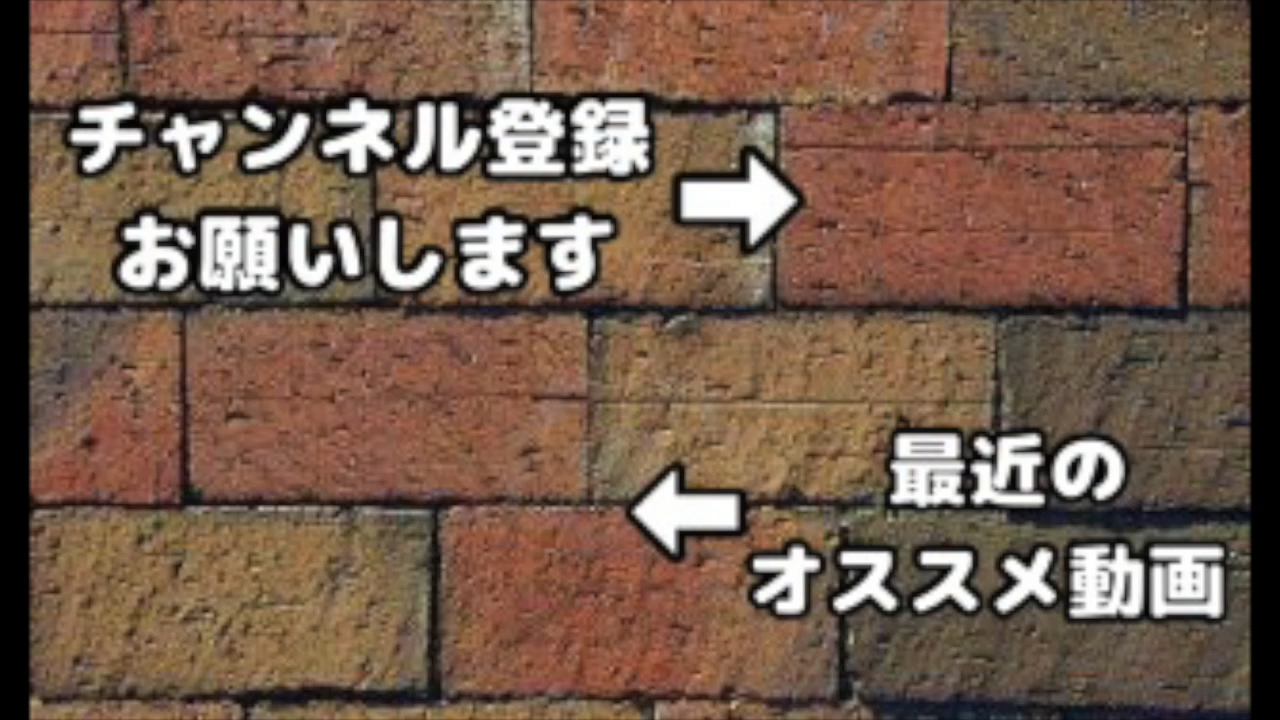 チャンネル登録
お願いします
最近の
オススメ動画